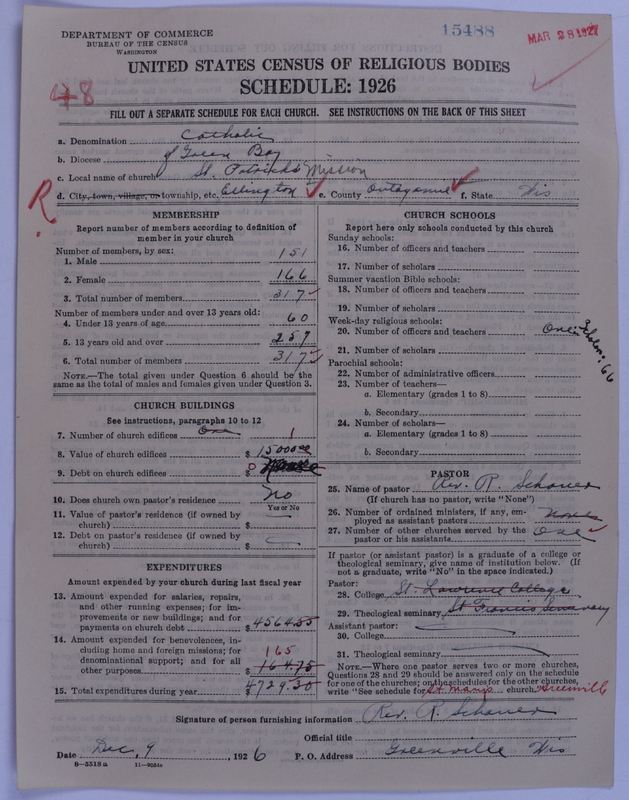 DEPARTMENT OF COMMERCE
BUREAU OF THE CENSUS
WASHINGTON
15488
MAR 28 1927
UNITED STATES CENSUS OF RELIGIOUS BODIES
SCHEDULE: 1926
48
FILL OUT A SEPARATE SCHEDULE FOR EACH CHURCH. SEE INSTRUCTIONS ON THE BACK OF THIS SHEET
a. Denomination Catholic
b. Diocese of Green Bay
c. Local name of church St. Patrick's Mission
R.
d. City, town, village, or township, etc. Ellington e. County Outagamie f. State Wis
MEMBERSHIP
Report number of members according to definition of member in your church
Number of members, by sex:
1. Male 151
2. Female 166
3. Total number of members 317
Number of members under and over 13 years old:
4. Under 13 years of age 60
5. 13 years old and over 257
6. Total number of members 317
NOTE.—The total given under Question 6 should be the
same as the total of males and females given under Question 3.
CHURCH BUILDINGS
See instructions, paragraphs 10 to 12
7. Number of church edifices One 1
8. Value of church edifices $ 15000.00
9. Debt on church edifices $ 0
10. Does church own pastor's residence No
Yes or No
11. Value of pastor's residence (if owned by
church) $
12. Debt on pastor's residence (if owned by
church) $
EXPENDITURES
Amount expended by your church during last fiscal year
13. Amount expended for salaries, repairs,
and other running expenses; for im-
provements or new buildings; and for
payments on church debt $ 4564.55
14. Amount expended for benevolences, in-
cluding home and foreign missions; for
denominational support; and for all
165
other purposes $ 164.75
15. Total expenditures during year $ 4729.30
CHURCH SCHOOLS
Report here only schools conducted by this church
Sunday schools:
16. Number of officers and teachers
17. Number of scholars
Summer vacation Bible schools:
18. Number of officers and teachers
19. Number of scholars
Week-day religious schools:
20. Number of officers and teachers One
66
21. Number of scholars
Parochial schools:
22. Number of administrative officers
23. Number of teachers—
a. Elementary (grades 1 to 8)
b. Secondary
24. Number of scholars—
a. Elementary (grades 1 to 8)
b. Secondary
PASTOR
25. Name of pastor Rev. R. Schauer
(If church has no pastor, write "None")
26. Number of ordained ministers, if any, em-
ployed as assistant pastors None
27. Number of other churches served by the
pastor or his assistants One
If pastor (or assistant pastor) is a graduate of a college or
theological seminary, give name of institution below. (If
not a graduate, write "No" in the space indicated.)
Pastor:
28. College St. Lawrence College
29. Theological seminary St Francis Seminary
Assistant pastor:
30. College
31. Theological seminary
NOTE.—Where one pastor serves two or more churches,
Questions 28 and 29 should be answered only on the schedule
for one of the churches; on the schedules for the other churches,
write "See schedule for St Marys church, Greenville
Signature of person furnishing information Rev. R. Schauer
Official title
Date Dec. 9, 1926 P. O. Address Greenville Wis
8-5518a 11-9054e